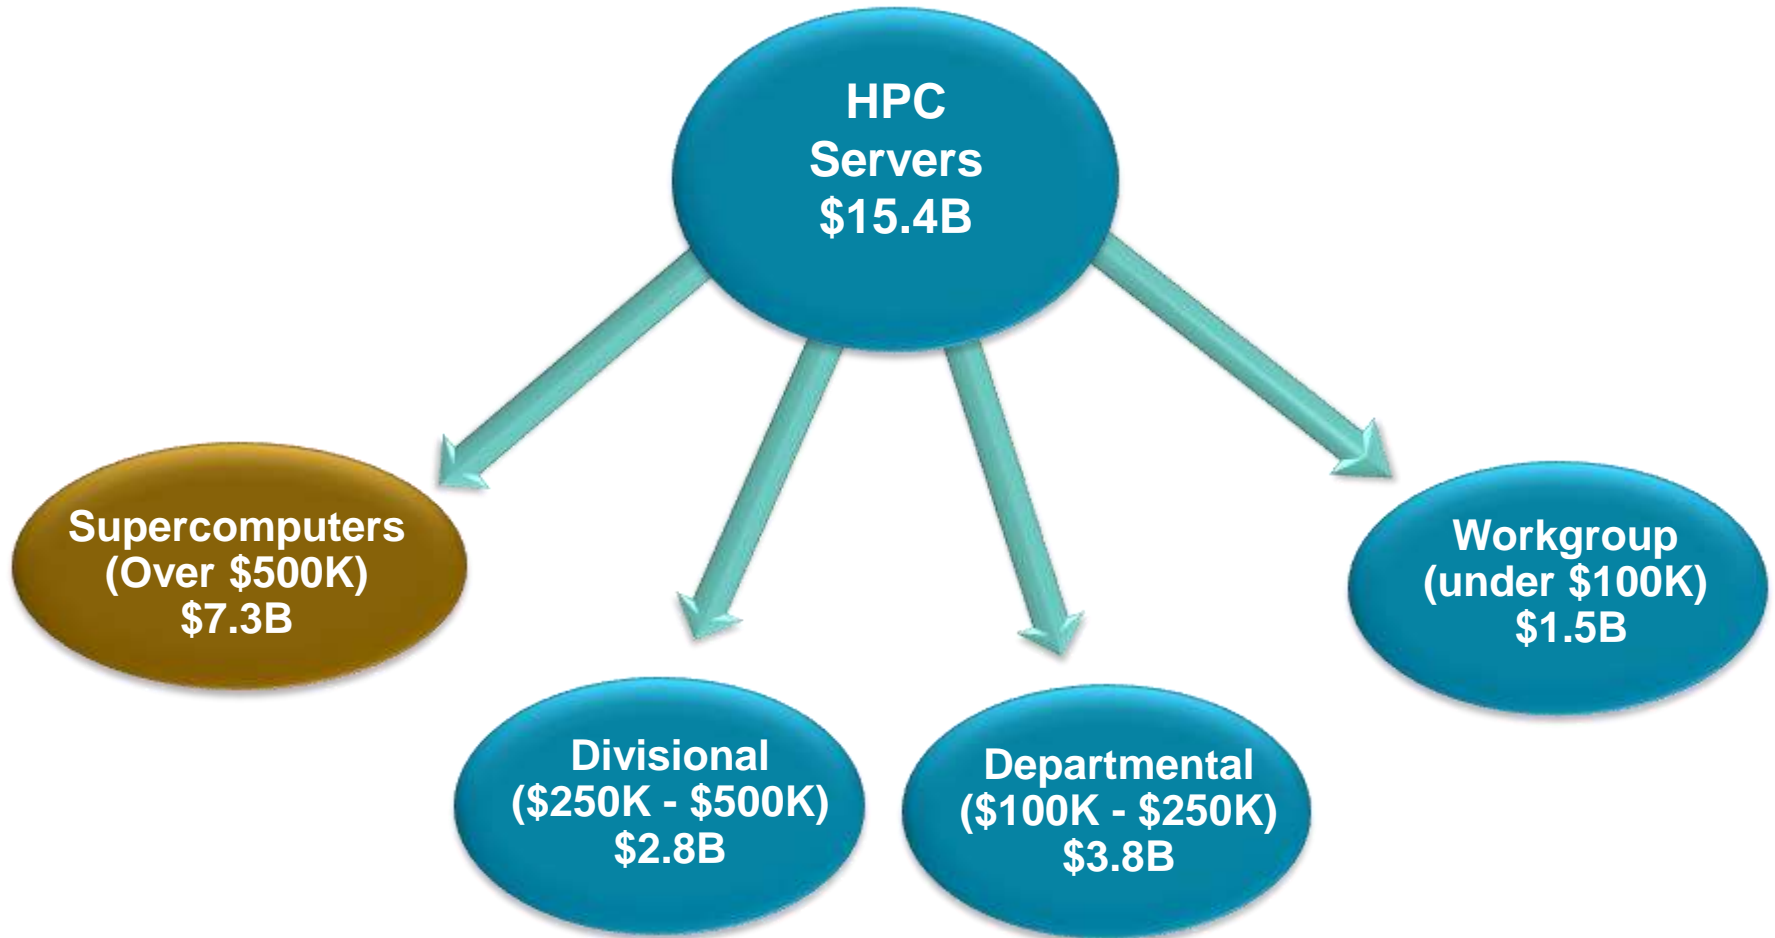 HPC
Servers
$15.4B
Supercomputers
(Over $500K)
$7.3B
Divisional
($250K - $500K)
$2.8B
Departmental
($100K - $250K)
$3.8B
Workgroup
(under $100K)
$1.5B